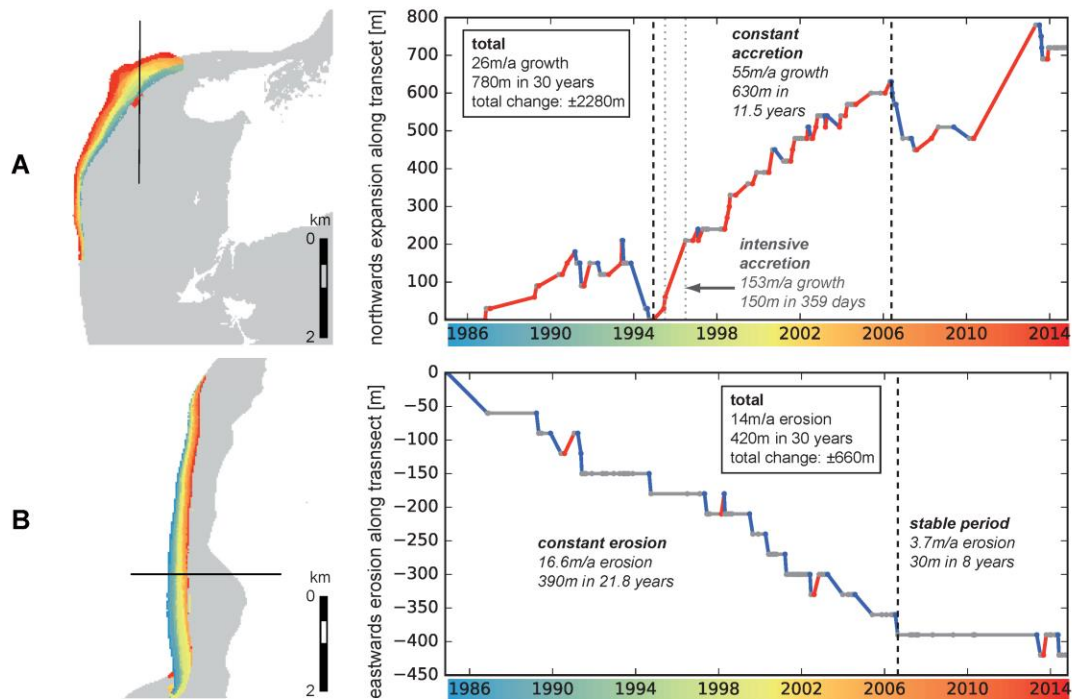 A
km
0
2
northwards expansion along transcet [m]
800
700
600
500
400
300
200
100
0
total
26m/a growth
780m in 30 years
total change: ±2280m
constant
accretion
55m/a growth
630m in
11.5 years
intensive
accretion
153m/a growth
150m in 359 days
1986 1990 1994 1998 2002 2006 2010 2014
B
km
0
2
eastwards erosion along trasnsect [m]
0
−50
−100
−150
−200
−250
−300
−350
−400
−450
total
14m/a erosion
420m in 30 years
total change: ±660m
constant erosion
16.6m/a erosion
390m in 21.8 years
stable period
3.7m/a erosion
30m in 8 years
1986 1990 1994 1998 2002 2006 2010 2014